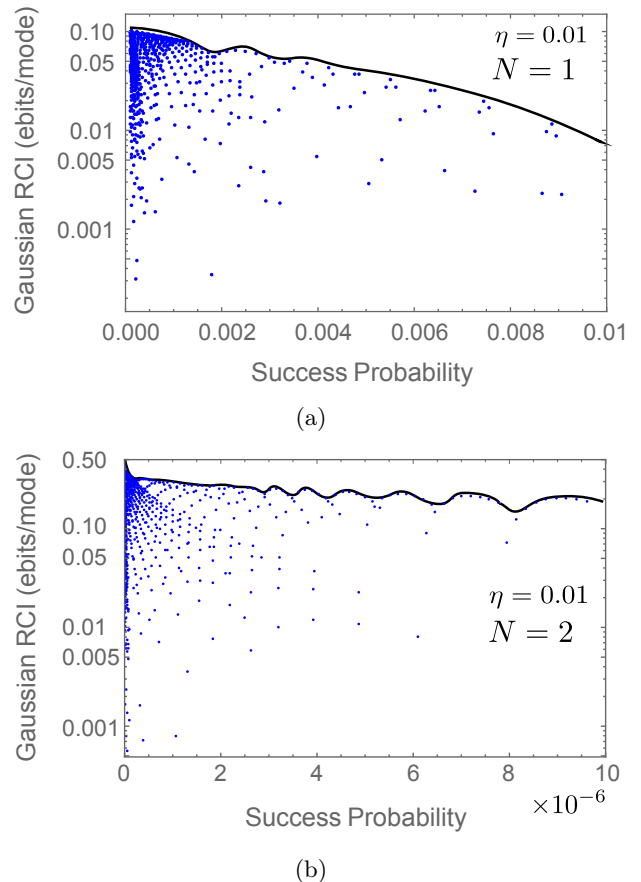 0.10
0.05
0.01
0.005
0.001
Gaussian RCI (ebits/mode)
η = 0.01
N = 1
0.000 0.002 0.004 0.006 0.008 0.01
Success Probability
(a)
0.50
0.10
0.05
0.01
0.005
0.001
Gaussian RCI (ebits/mode)
η = 0.01
N = 2
0 2 4 6 8 10
×10⁻⁶
Success Probability
(b)